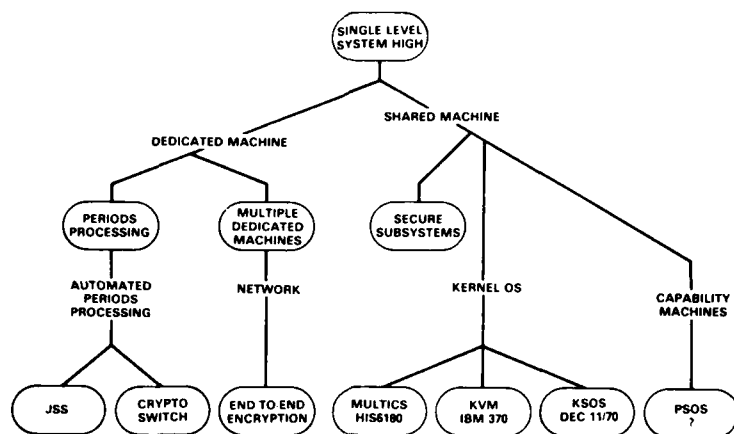 SINGLE LEVEL
SYSTEM HIGH
SHARED MACHINE
DEDICATED MACHINE
PERIODS
PROCESSING
MULTIPLE
DEDICATED
MACHINES
SECURE
SUBSYSTEMS
AUTOMATED
PERIODS
PROCESSING
NETWORK
KERNEL OS
CAPABILITY
MACHINES
JSS
CRYPTO
SWITCH
END TO END
ENCRYPTION
MULTICS
HIS6180
KVM
IBM 370
KSOS
DEC 11/70
PSOS
?